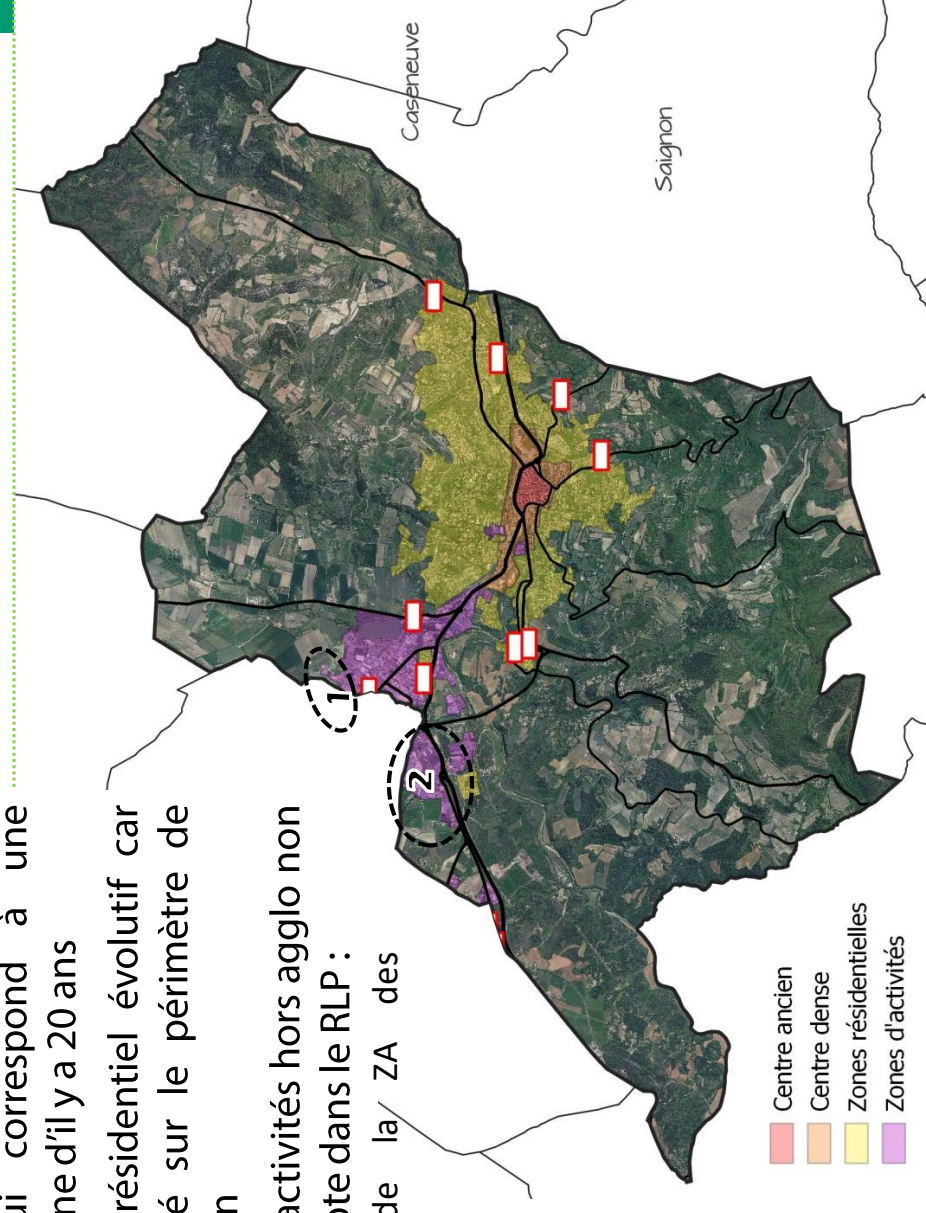 ui correspond à une
ne d'il y a 20 ans
résidentiel évolutif car
é sur le périmètre de
n
activités hors agglo non
pte dans le RLP :
de la ZA des
1
2
Caseneuve
Saignon
Centre ancien
Centre dense
Zones résidentielles
Zones d'activités